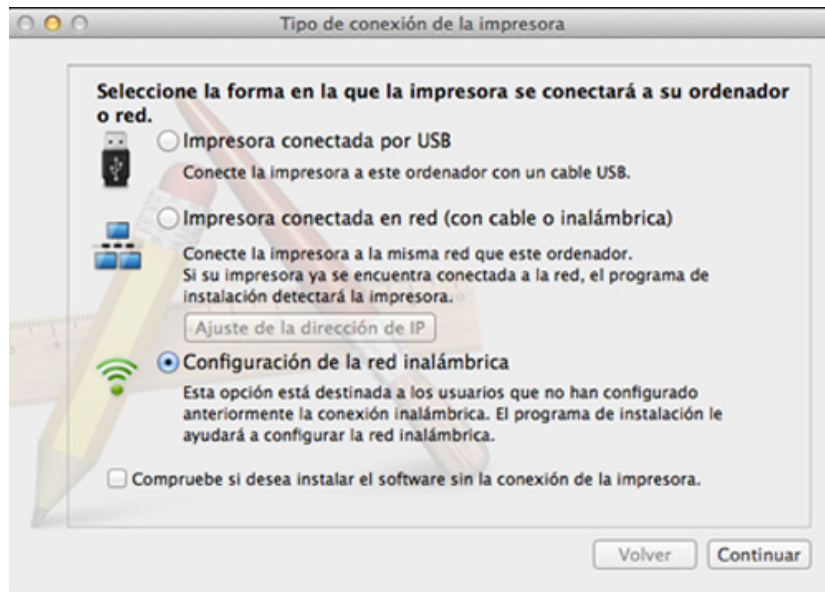 Tipo de conexión de la impresora
Seleccione la forma en la que la impresora se conectará a su ordenador
o red.
Impresora conectada por USB
Conecte la impresora a este ordenador con un cable USB.
Impresora conectada en red (con cable o inalámbrica)
Conecte la impresora a la misma red que este ordenador.
Si su impresora ya se encuentra conectada a la red, el programa de
instalación detectará la impresora.
Ajuste de la dirección de IP
Configuración de la red inalámbrica
Esta opción está destinada a los usuarios que no han configurado
anteriormente la conexión inalámbrica. El programa de instalación le
ayudará a configurar la red inalámbrica.
Compruebe si desea instalar el software sin la conexión de la impresora.
Volver
Continuar